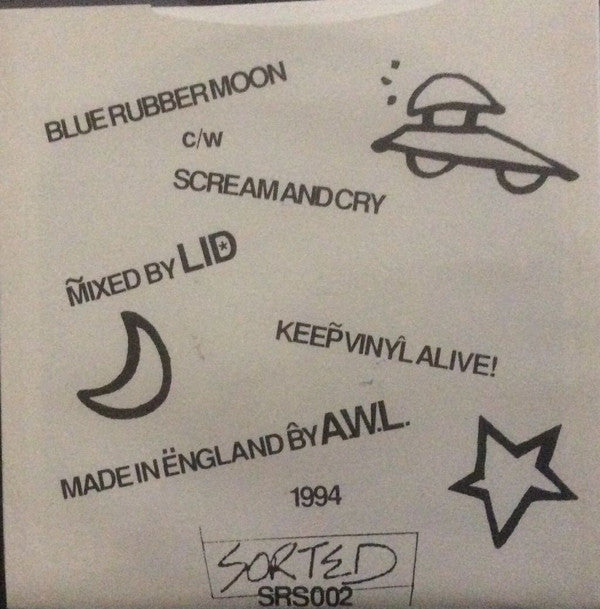 BLUE RUBBER MOON
c/w
SCREAM AND CRY
M̃IXED BY LID
KEEP̃ VINYL̂ ALIVE!
MADE IN ËNGLAND B̂Y A.W.L.
1994
SORTED
SRS002